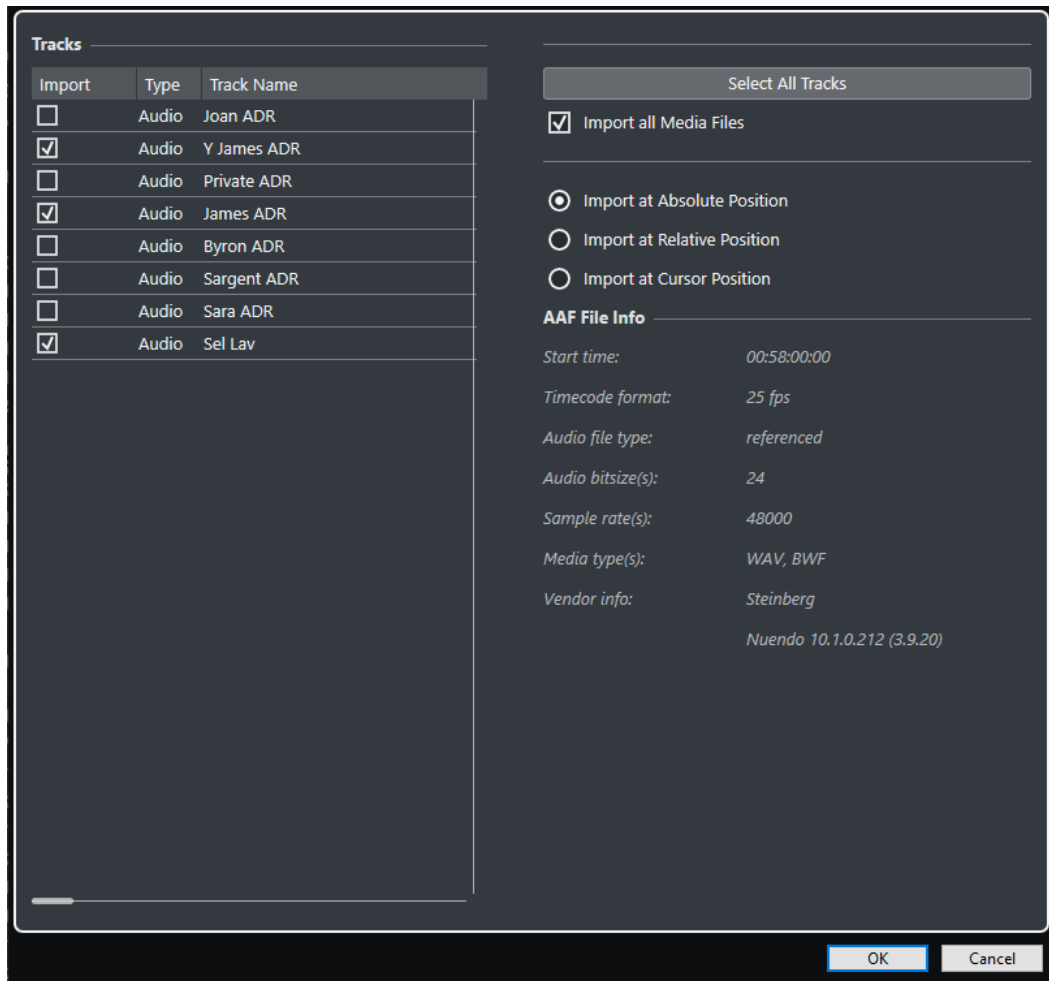 Tracks
Import Type Track Name
Audio Joan ADR
Audio Y James ADR
Audio Private ADR
Audio James ADR
Audio Byron ADR
Audio Sargent ADR
Audio Sara ADR
Audio Sel Lav
Select All Tracks
Import all Media Files
Import at Absolute Position
Import at Relative Position
Import at Cursor Position
AAF File Info
Start time: 00:58:00:00
Timecode format: 25 fps
Audio file type: referenced
Audio bitsize(s): 24
Sample rate(s): 48000
Media type(s): WAV, BWF
Vendor info: Steinberg
Nuendo 10.1.0.212 (3.9.20)
OK Cancel